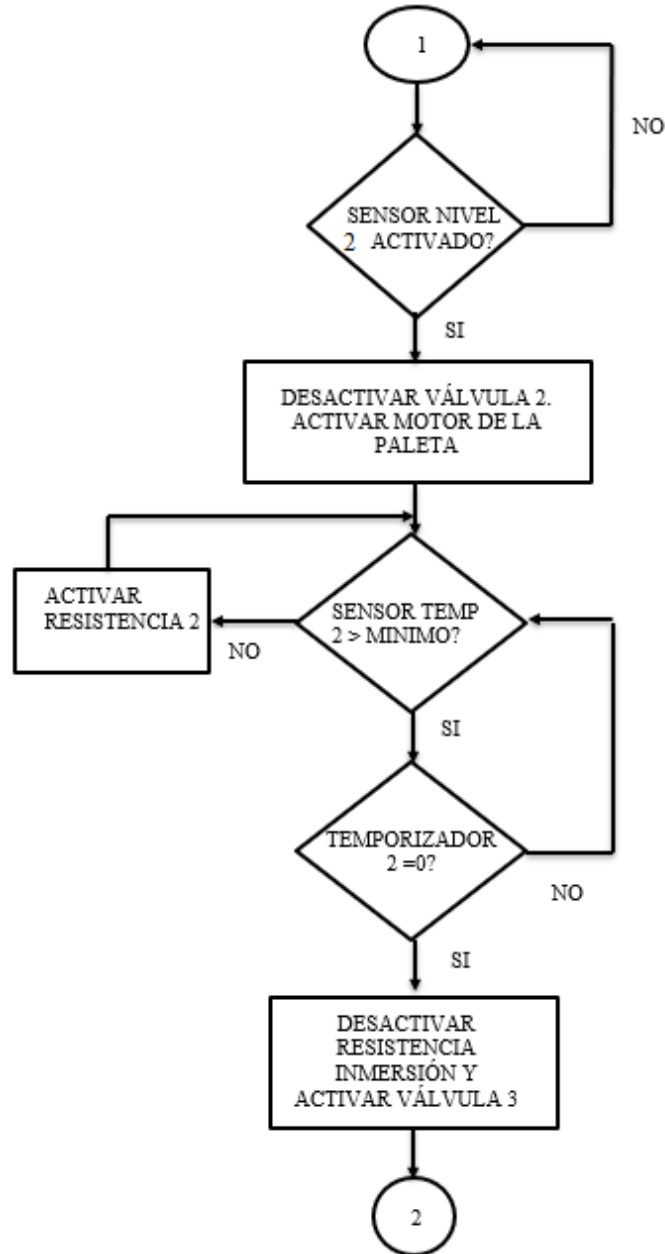 1
NO
SENSOR NIVEL
2 ACTIVADO?
SI
DESACTIVAR VÁLVULA 2.
ACTIVAR MOTOR DE LA
PALETA
ACTIVAR
RESISTENCIA 2
NO
SENSOR TEMP
2 > MINIMO?
SI
TEMPORIZADOR
2 =0?
NO
SI
DESACTIVAR
RESISTENCIA
INMERSIÓN Y
ACTIVAR VÁLVULA 3
2